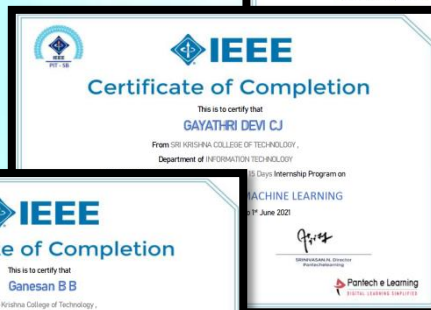 IEEE
PIT - SB
IEEE
Certificate of Completion
This is to certify that
GAYATHRI DEVI CJ
From SRI KRISHNA COLLEGE OF TECHNOLOGY ,
Department of INFORMATION TECHNOLOGY
15 Days Internship Program on
MACHINE LEARNING
1st June 2021
SRINIVASAN.N, Director
Pantechelearning
Pantech e Learning
DIGITAL LEARNING SIMPLIFIED
IEEE
e of Completion
This is to certify that
Ganesan B B
Krishna College of Technology ,